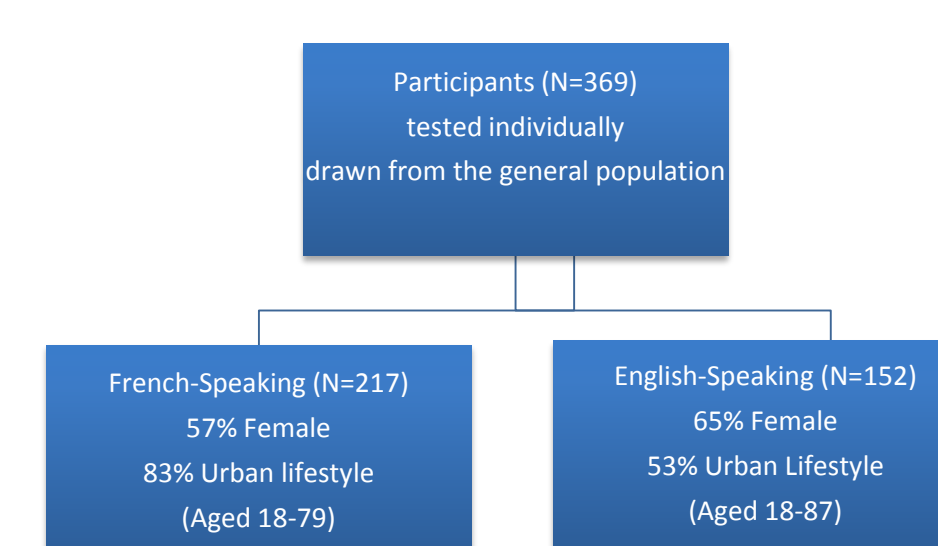 Participants (N=369)
tested individually
drawn from the general population
French-Speaking (N=217)
57% Female
83% Urban lifestyle
(Aged 18-79)
English-Speaking (N=152)
65% Female
53% Urban Lifestyle
(Aged 18-87)